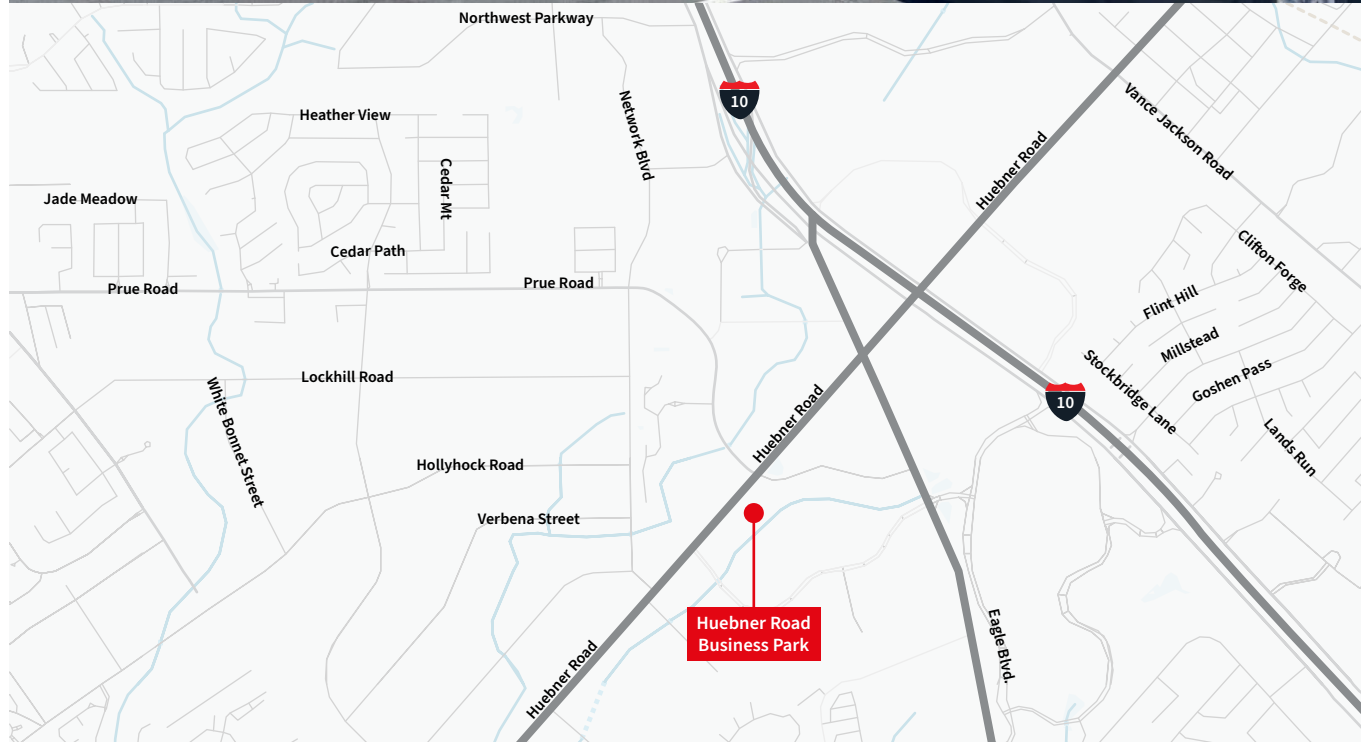 Northwest Parkway
10
Network Blvd
Vance Jackson Road
Heather View
Huebner Road
Cedar Mt
Jade Meadow
Cedar Path
Clifton Forge
Prue Road
Prue Road
Flint Hill
Millstead
Lockhill Road
Stockbridge Lane
Goshen Pass
10
White Bonnet Street
Huebner Road
Lands Run
Hollyhock Road
Verbena Street
Huebner Road
Business Park
Eagle Blvd.
Huebner Road